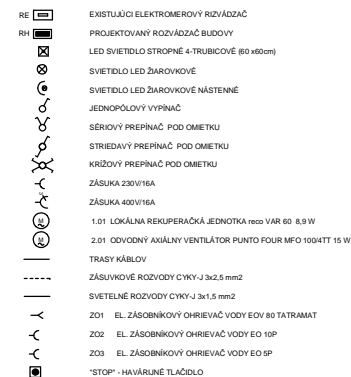 RE EXISTUJÚCI ELEKTROMEROVÝ RIZVÁDZAČ
RH PROJEKTOVANÝ ROZVÁDZAČ BUDOVY
LED SVIETIDLO STROPNÉ 4-TRUBICOVÉ (60 x60cm)
SVIETIDLO LED ŽIAROVKOVÉ
SVIETIDLO LED ŽIAROVKOVÉ NÁSTENNÉ
JEDNOPÓLOVÝ VYPÍNAČ
SÉRIOVÝ PREPÍNAČ POD OMIETKU
STRIEDAVÝ PREPÍNAČ POD OMIETKU
KRÍŽOVÝ PREPÍNAČ POD OMIETKU
ZÁSUKA 230V/16A
ZÁSUKA 400V/16A
M 1.01 LOKÁLNA REKUPERAČKÁ JEDNOTKA reco VAR 60 8,9 W
M 2.01 ODVODNÝ AXIÁLNY VENTILÁTOR PUNTO FOUR MFO 100/4TT 15 W
TRASY KÁBLOV
ZÁSUVKOVÉ ROZVODY CYKY-J 3x2,5 mm2
SVETELNÉ ROZVODY CYKY-J 3x1,5 mm2
ZO1 EL. ZÁSOBNÍKOVÝ OHRIEVAČ VODY EOV 80 TATRAMAT
ZO2 EL. ZÁSOBNÍKOVÝ OHRIEVAČ VODY EO 10P
ZO3 EL. ZÁSOBNÍKOVÝ OHRIEVAČ VODY EO 5P
"STOP" - HAVÁRIJNÉ TLAČIDLO